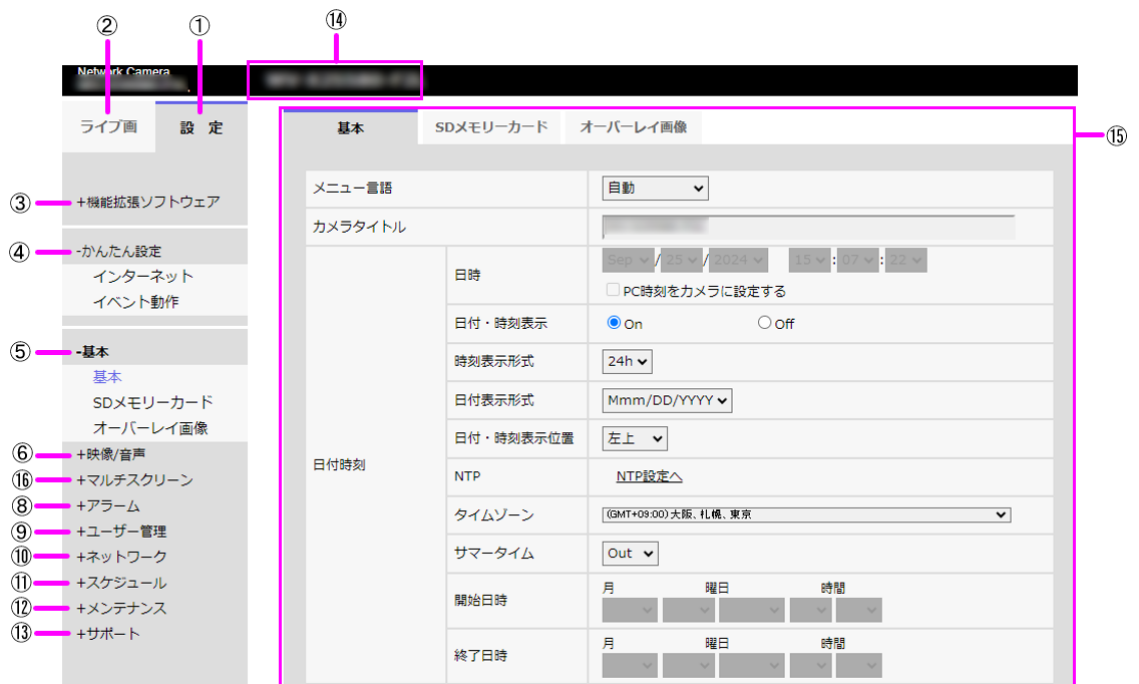 ② ① ⑭
Network Camera
ライブ画 設 定
基本 SDメモリーカード オーバーレイ画像 ⑮
メニュー言語 自動
③ +機能拡張ソフトウェア
カメラタイトル
④ -かんたん設定
インターネット
イベント動作
日時 Sep / 25 / 2024 15 : 07 : 22
PC時刻をカメラに設定する
日付・時刻表示 On Off
⑤ -基本
基本
SDメモリーカード
オーバーレイ画像
時刻表示形式 24h
日付表示形式 Mmm/DD/YYYY
日付・時刻表示位置 左上
⑥ +映像/音声
⑯ +マルチスクリーン
⑧ +アラーム
⑨ +ユーザー管理
⑩ +ネットワーク
⑪ +スケジュール
⑫ +メンテナンス
⑬ +サポート
日付時刻
NTP NTP設定へ
タイムゾーン (GMT+09:00)大阪、札幌、東京
サマータイム Out
開始日時 月 曜日 時間
終了日時 月 曜日 時間